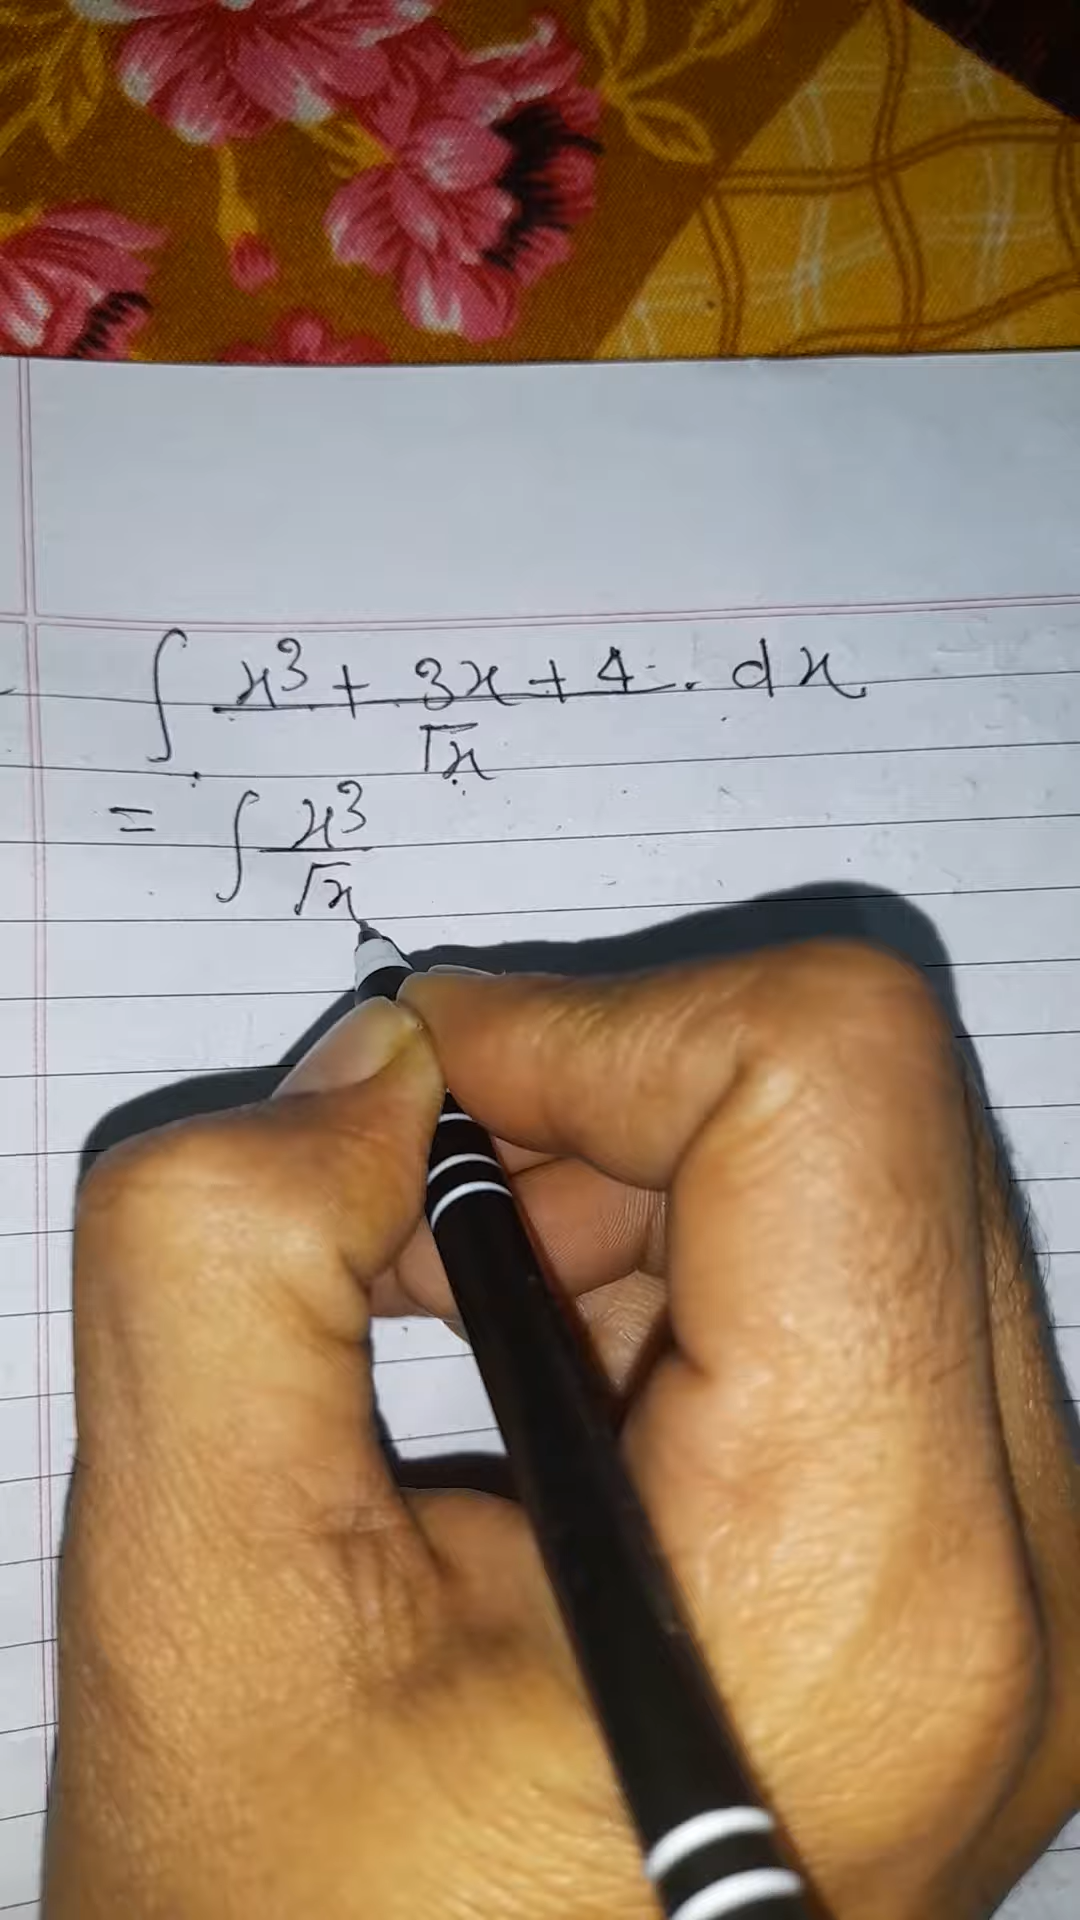 ∫ x³ + 3x + 4 / √x . dx
= ∫ x³ / √x